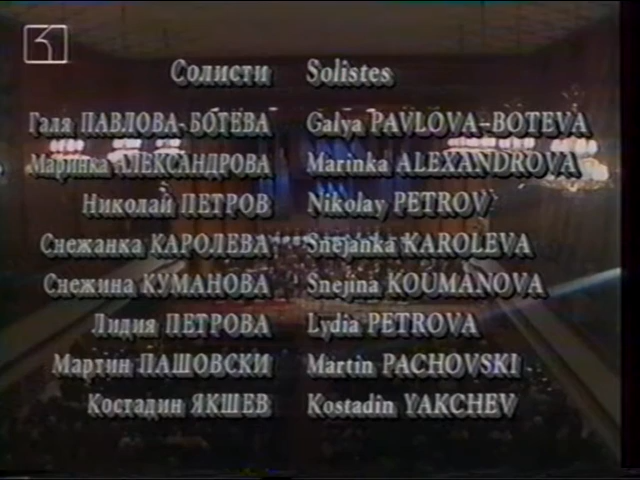 Солисти Solistes
Галя ПАВЛОВА-БОТЕВА Galya PAVLOVA-BOTEVA
Маринка АЛЕКСАНДРОВА Marinka ALEXANDROVA
Николай ПЕТРОВ Nikolay PETROV
Снежанка КАРОЛЕВА Snejanka KAROLEVA
Снежина КУМАНОВА Snejina KOUMANOVA
Лидия ПЕТРОВА Lydia PETROVA
Мартин ПАШОВСКИ Martin PACHOVSKI
Костадин ЯКШЕВ Kostadin YAKCHEV